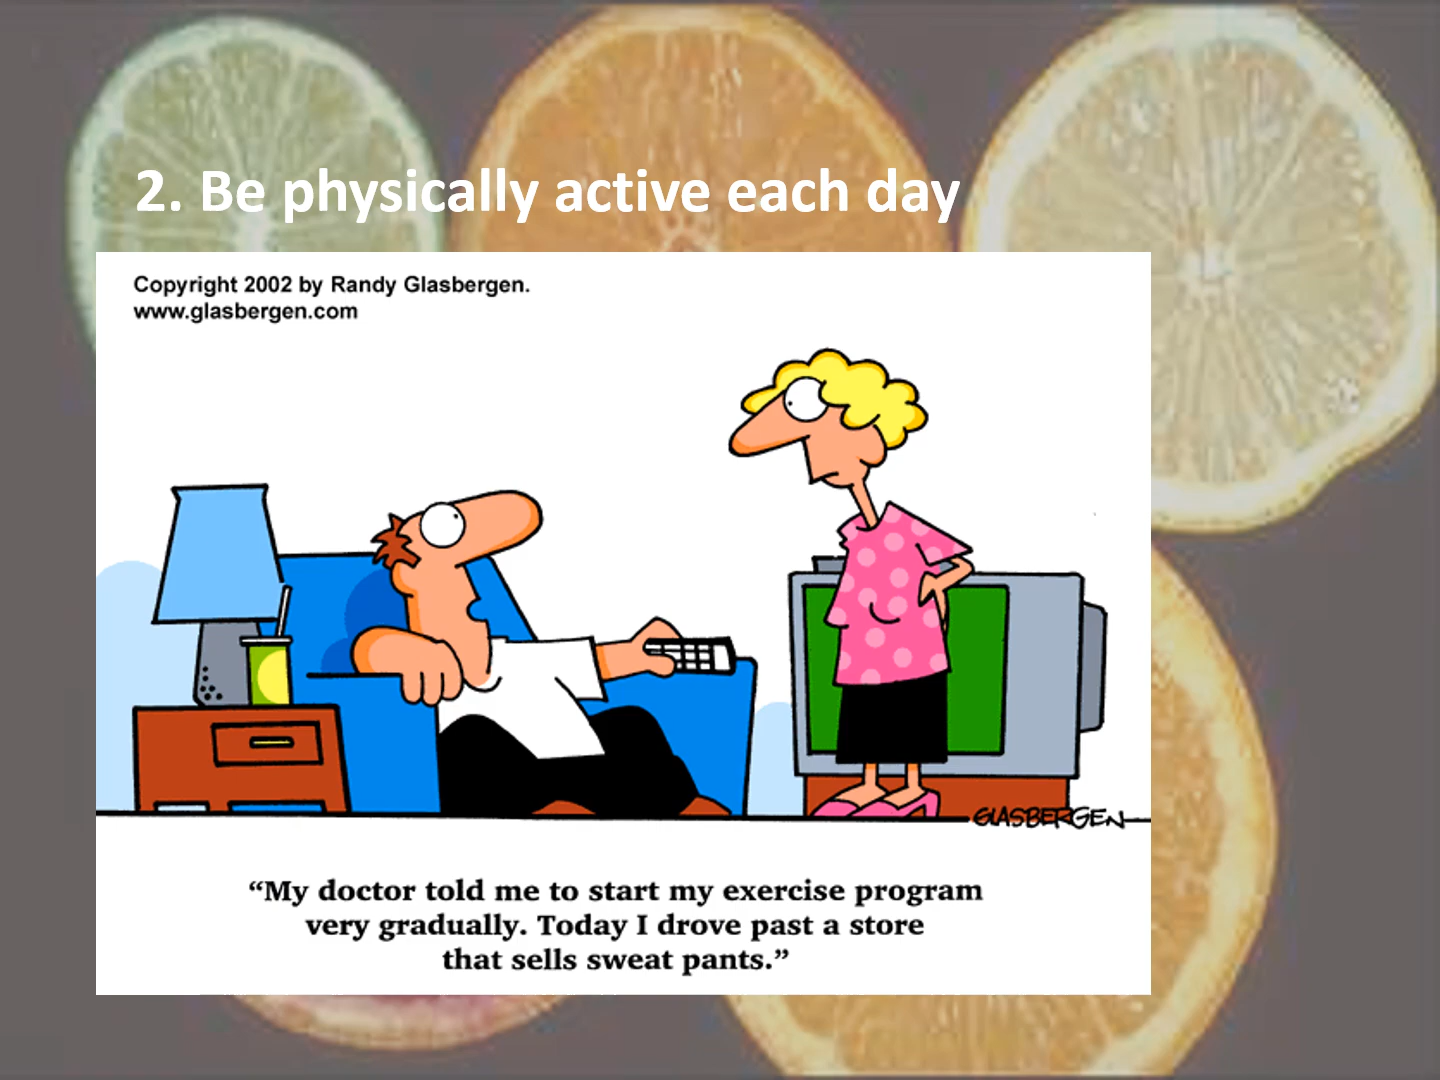 2. Be physically active each day
Copyright 2002 by Randy Glasbergen.
www.glasbergen.com
GLASBERGEN
“My doctor told me to start my exercise program
very gradually. Today I drove past a store
that sells sweat pants.”